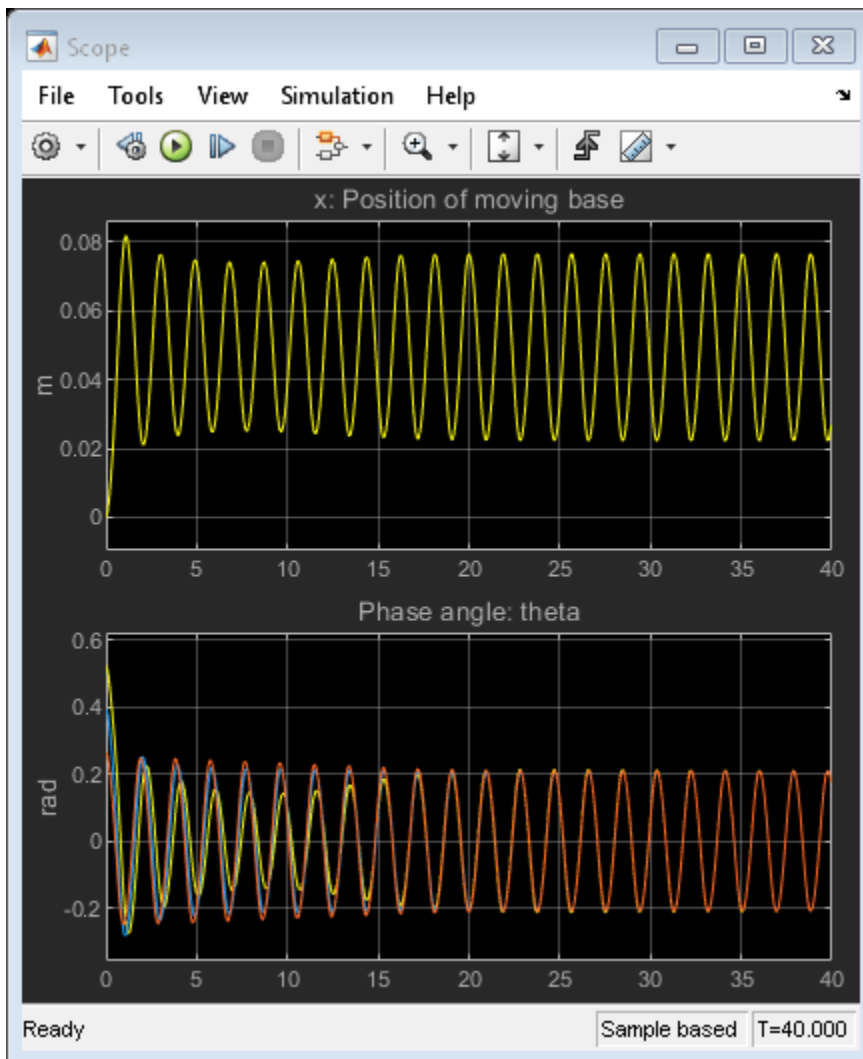 Scope
File Tools View Simulation Help
x: Position of moving base
m
0.08
0.06
0.04
0.02
0
0 5 10 15 20 25 30 35 40
Phase angle: theta
rad
0.6
0.4
0.2
0
-0.2
0 5 10 15 20 25 30 35 40
Ready Sample based T=40.000